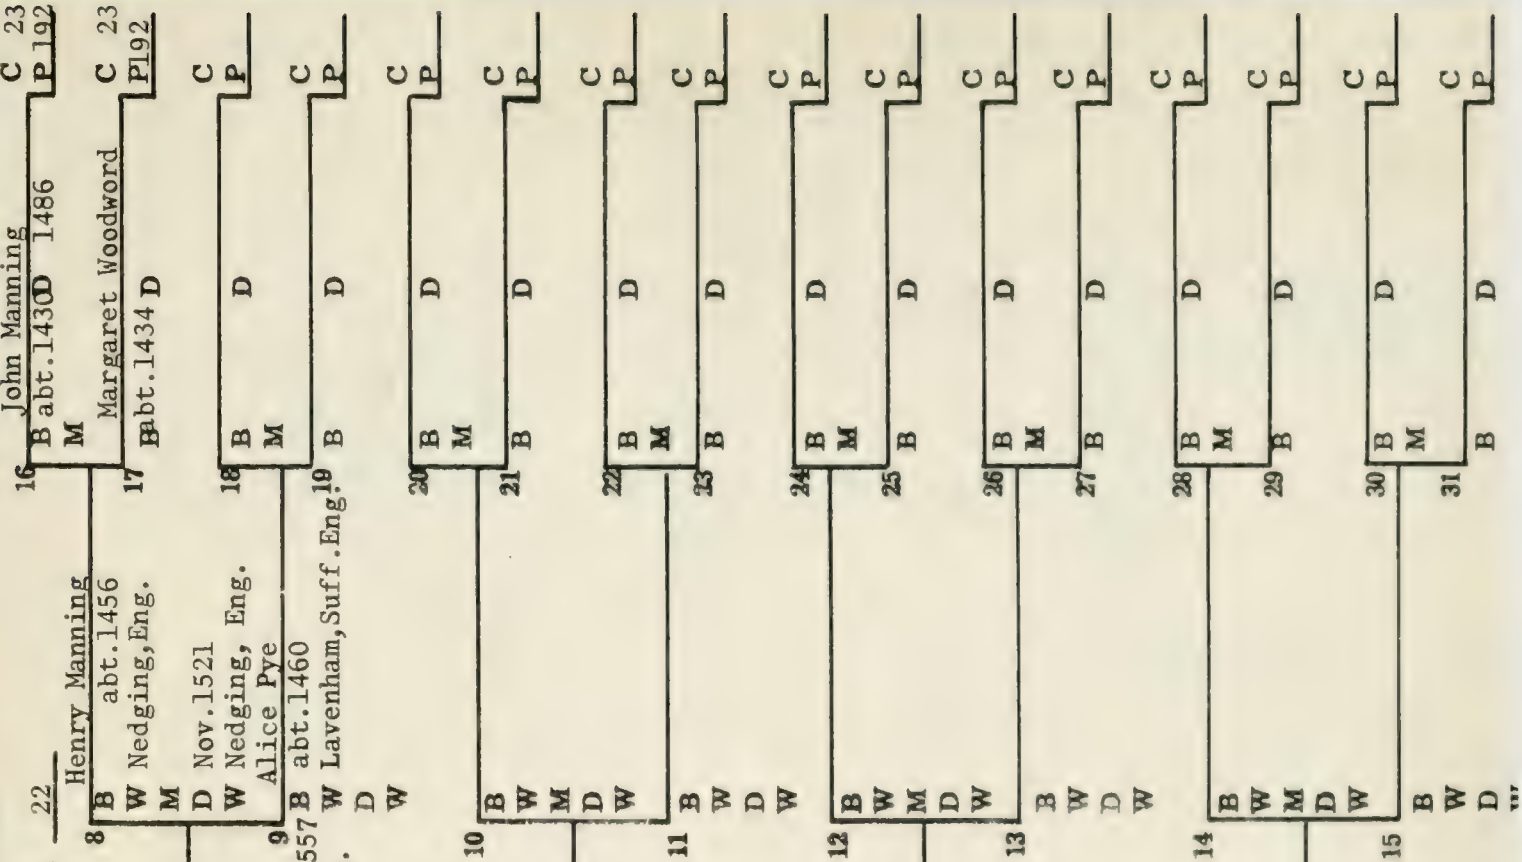 22
Henry Manning
8
B abt.1456
W Nedging,Eng.
M
D Nov.1521
W Nedging, Eng.
Alice Pye
9
557 B abt.1460
. W Lavenham,Suff.Eng.
D
W
10
B
W
M
D
W
11
B
W
D
W
12
B
W
M
D
W
13
B
W
D
W
14
B
W
M
D
W
15
B
W
D
W
John Manning C 23
16
B abt.1430 D 1486 P 192
M
Margaret Woodword C 23
17
B abt.1434 D P192
C
18
B D P
M
C
19
B D P
C
20
B D P
M
C
21
B D P
C
22
B D P
M
C
23
B D P
C
24
B D P
M
C
25
B D P
C
26
B D P
M
C
27
B D P
C
28
B D P
M
C
29
B D P
C
30
B D P
M
C
31
B D P